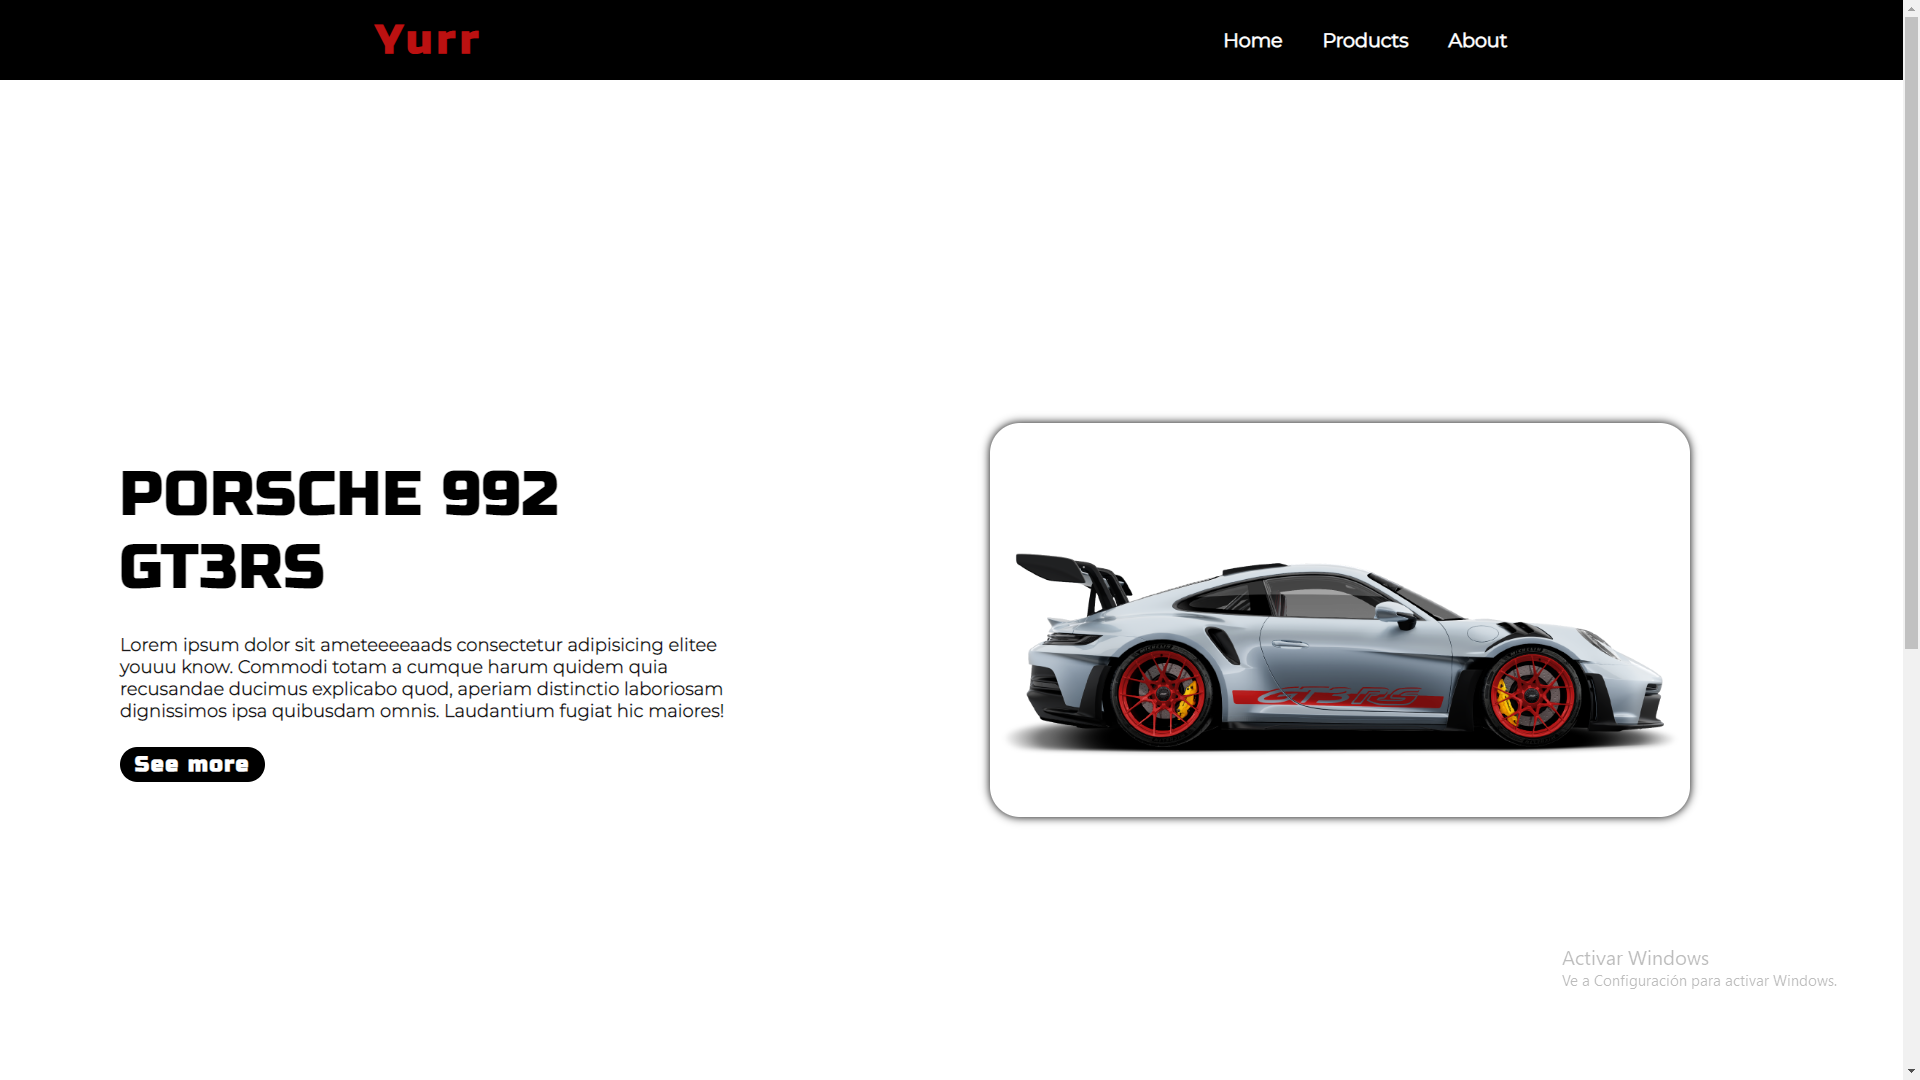 Yurr
Home Products About
PORSCHE 992
GT3RS
Lorem ipsum dolor sit ameteeeeaads consectetur adipisicing elitee
youuu know. Commodi totam a cumque harum quidem quia
recusandae ducimus explicabo quod, aperiam distinctio laboriosam
dignissimos ipsa quibusdam omnis. Laudantium fugiat hic maiores!
See more
GT3 RS
Activar Windows
Ve a Configuración para activar Windows.